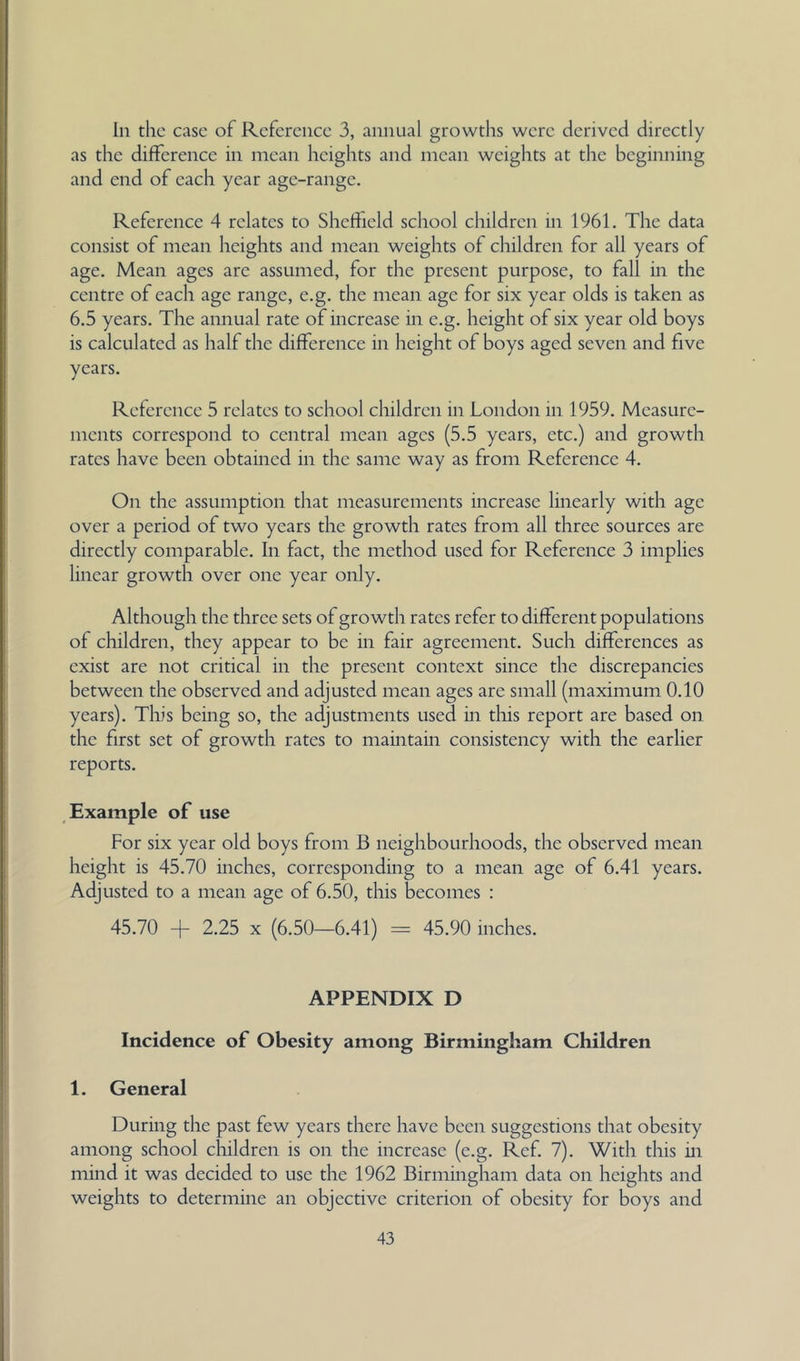 In the case of Reference 3, annual growths were derived directly
as the difference in mean heights and mean weights at the beginning
and end of each year age-range.
Reference 4 relates to Sheffield school children in 1961. The data
consist of mean heights and mean weights of children for all years of
age. Mean ages are assumed, for the present purpose, to fall in the
centre of each age range, e.g. the mean age for six year olds is taken as
6.5 years. The annual rate of increase in e.g. height of six year old boys
is calculated as half the difference in height of boys aged seven and five
years.
Reference 5 relates to school children in London in 1959. Measure-
ments correspond to central mean ages (5.5 years, etc.) and growth
rates have been obtained in the same way as from Reference 4.
On the assumption that measurements increase linearly with age
over a period of two years the growth rates from all three sources are
directly comparable. In fact, the method used for Reference 3 implies
linear growth over one year only.
Although the three sets of growth rates refer to different populations
of children, they appear to be in fair agreement. Such differences as
exist are not critical in the present context since the discrepancies
between the observed and adjusted mean ages are small (maximum 0.10
years). This being so, the adjustments used in this report are based on
the first set of growth rates to maintain consistency with the earlier
reports.
Example of use
For six year old boys from B neighbourhoods, the observed mean
height is 45.70 inches, corresponding to a mean age of 6.41 years.
Adjusted to a mean age of 6.50, this becomes :
45.70 + 2.25 x (6.50—6.41) = 45.90 inches.
APPENDIX D
Incidence of Obesity among Birmingham Children
1. General
During the past few years there have been suggestions that obesity
among school children is on the increase (e.g. Ref. 7). With this in
mind it was decided to use the 1962 Birmingham data on heights and
weights to determine an objective criterion of obesity for boys and
43